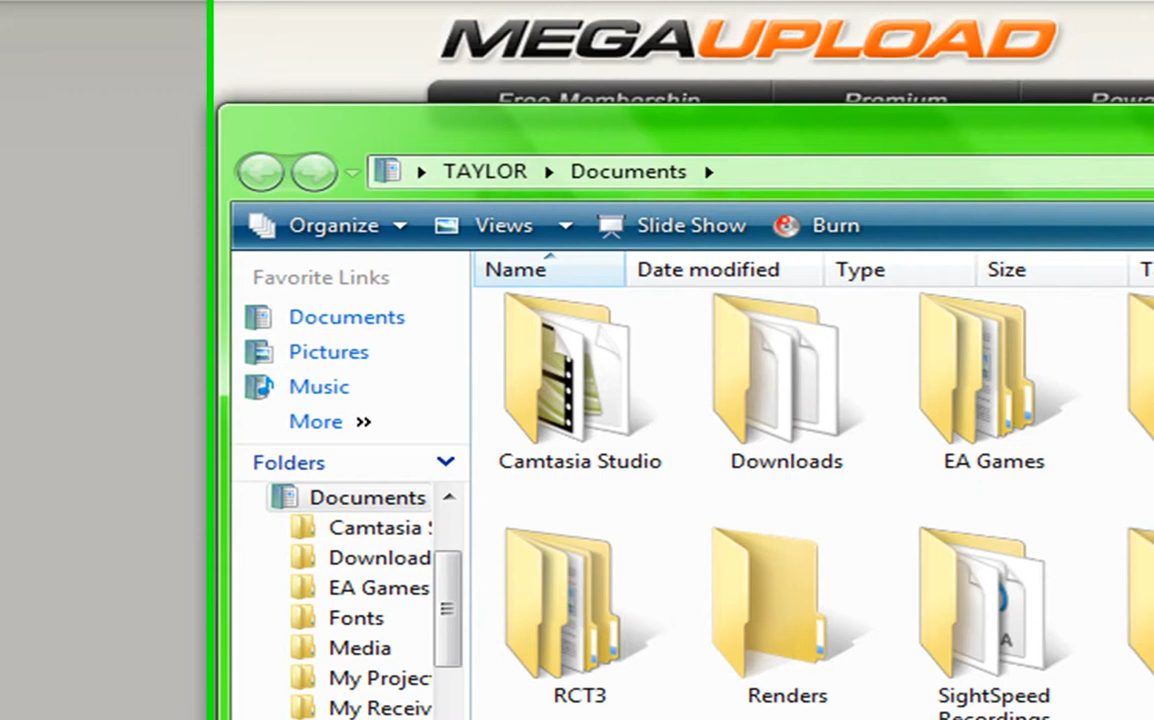 MEGAUPLOAD
Free Membership Premium
TAYLOR Documents
Organize Views Slide Show Burn
Favorite Links
Documents
Pictures
Music
More »
Folders
Documents
Camtasia
Download
EA Games
Fonts
Media
My Projec
My Receiv
Name Date modified Type Size T
Camtasia Studio Downloads EA Games
RCT3 Renders SightSpeed
Recordings